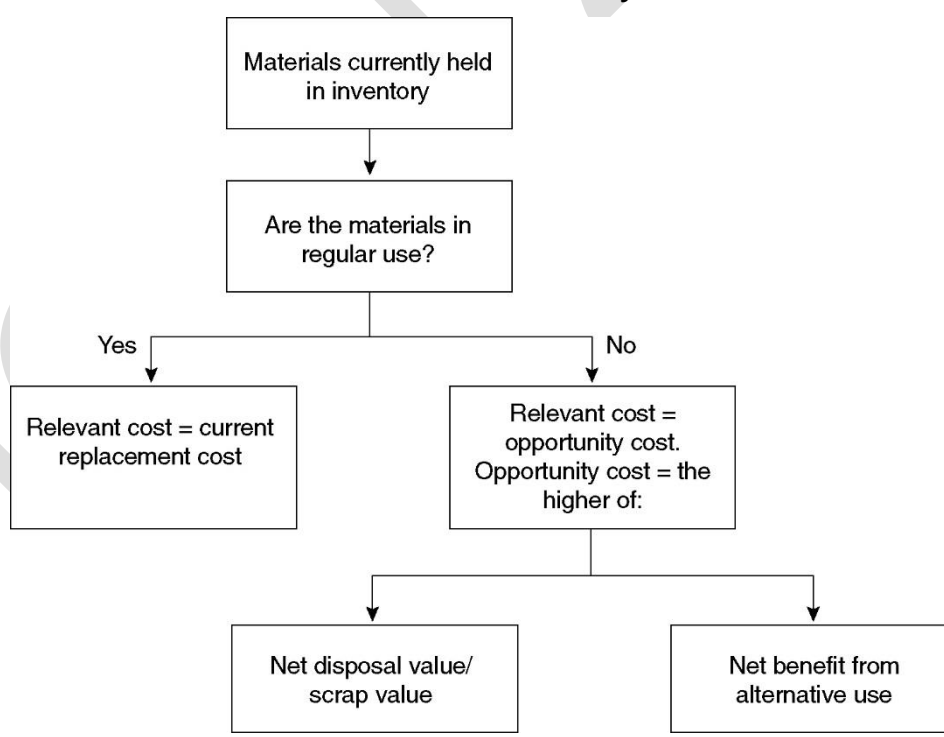 Materials currently held
in inventory
Are the materials in
regular use?
Yes
No
Relevant cost = current
replacement cost
Relevant cost =
opportunity cost.
Opportunity cost = the
higher of:
Net disposal value/
scrap value
Net benefit from
alternative use